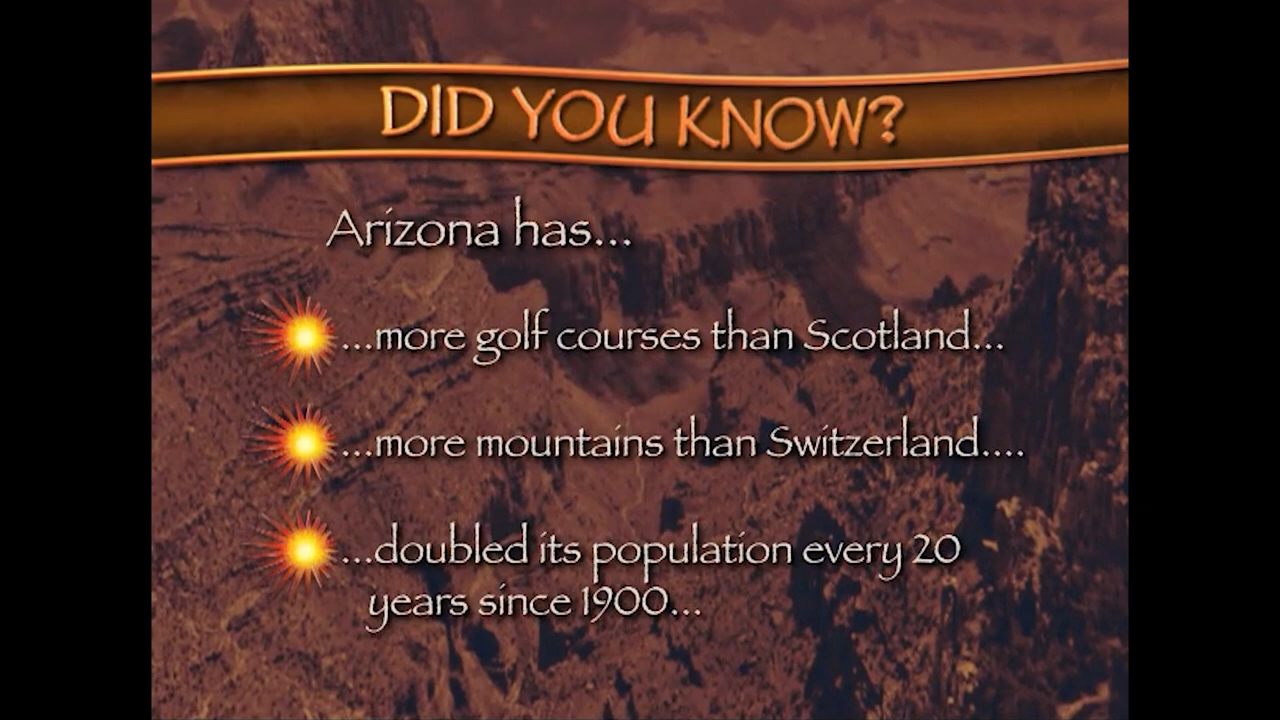 DID YOU KNOW?
Arizona has...
...more golf courses than Scotland...
...more mountains than Switzerland....
...doubled its population every 20
years since 1900...